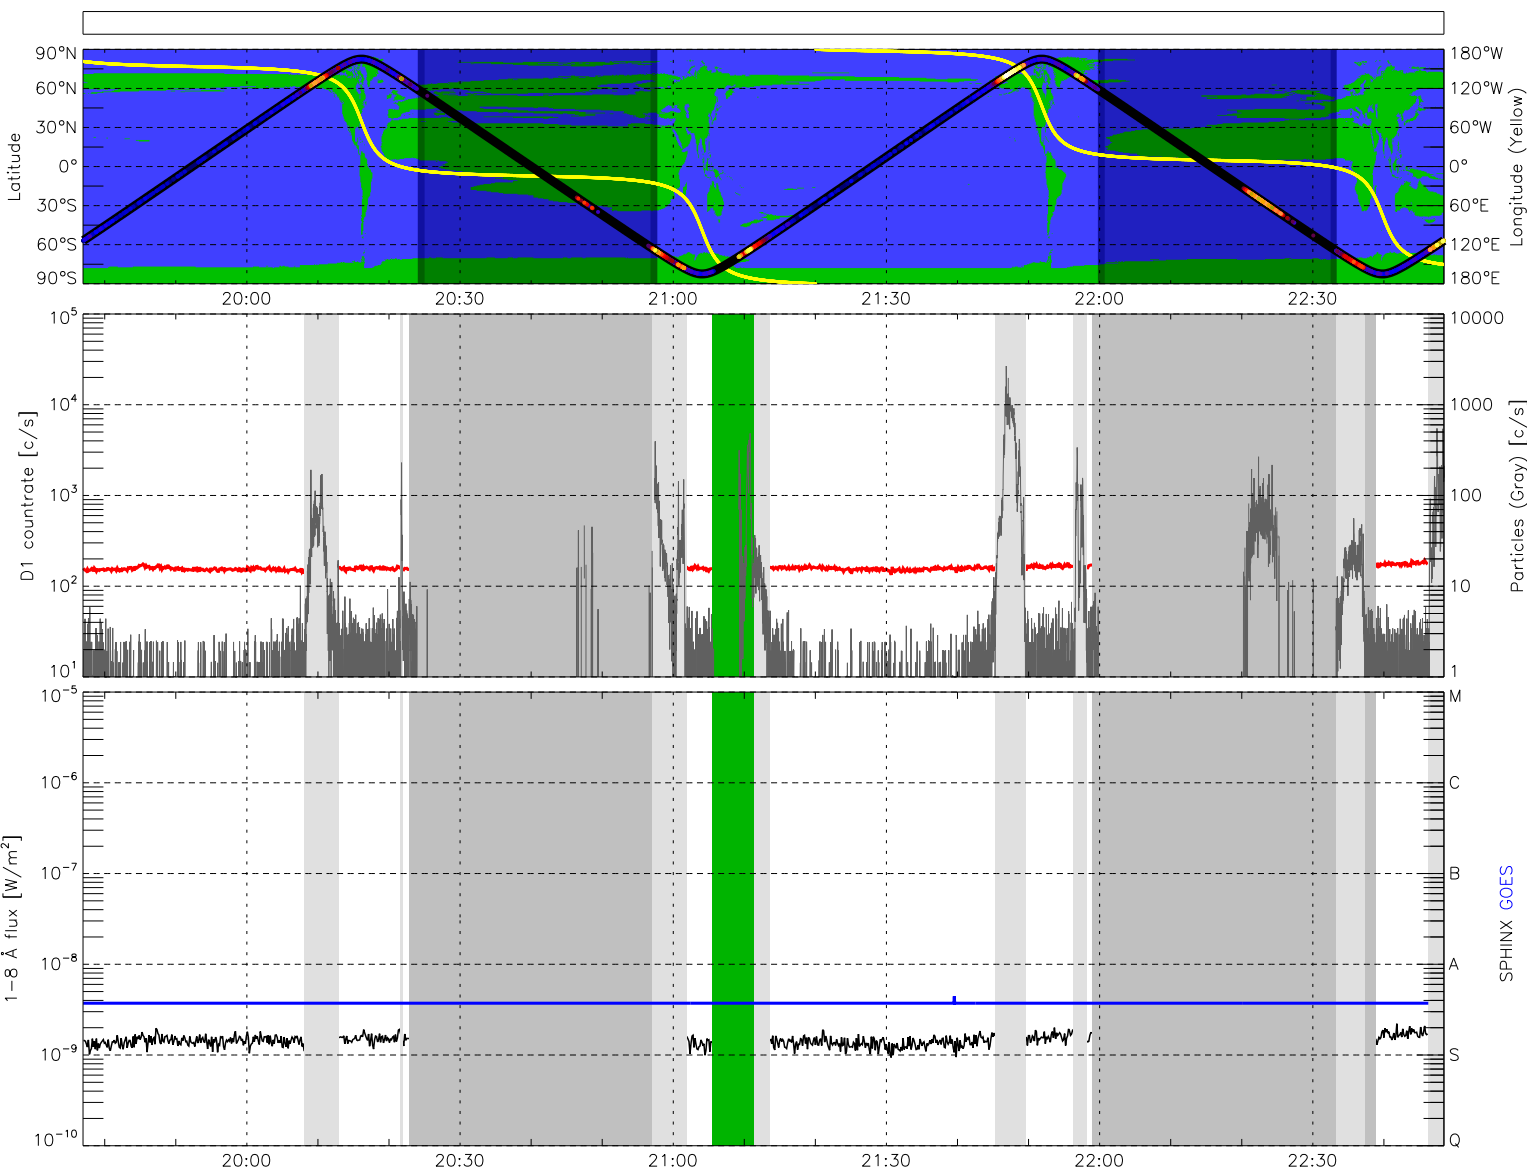 90°N
60°N
30°N
0°
30°S
60°S
90°S
Latitude
180°W
120°W
60°W
0°
60°E
120°E
180°E
Longitude (Yellow)
20:00 20:30 21:00 21:30 22:00 22:30
10⁵
10⁴
10³
10²
10¹
D1 countrate [c/s]
10000
1000
100
10
1
Particles (Gray) [c/s]
10⁻⁵
10⁻⁶
10⁻⁷
10⁻⁸
10⁻⁹
10⁻¹⁰
1-8 Å flux [W/m²]
M
C
B
A
S
Q
SPHINX GOES
20:00 20:30 21:00 21:30 22:00 22:30